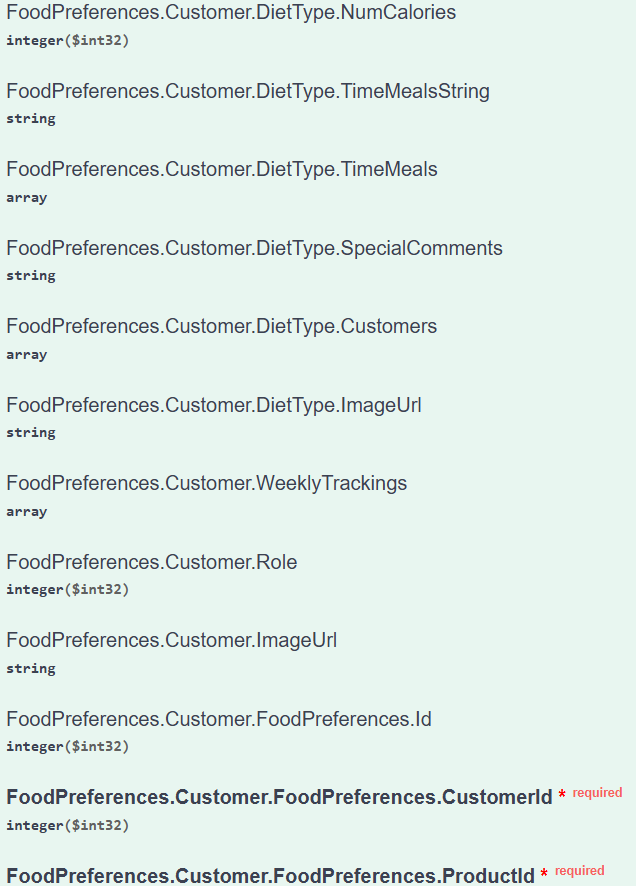 FoodPreferences.Customer.DietType.NumCalories
integer($int32)
FoodPreferences.Customer.DietType.TimeMealsString
string
FoodPreferences.Customer.DietType.TimeMeals
array
FoodPreferences.Customer.DietType.SpecialComments
string
FoodPreferences.Customer.DietType.Customers
array
FoodPreferences.Customer.DietType.ImageUrl
string
FoodPreferences.Customer.WeeklyTrackings
array
FoodPreferences.Customer.Role
integer($int32)
FoodPreferences.Customer.ImageUrl
string
FoodPreferences.Customer.FoodPreferences.Id
integer($int32)
FoodPreferences.Customer.FoodPreferences.CustomerId * required
integer($int32)
FoodPreferences.Customer.FoodPreferences.ProductId * required